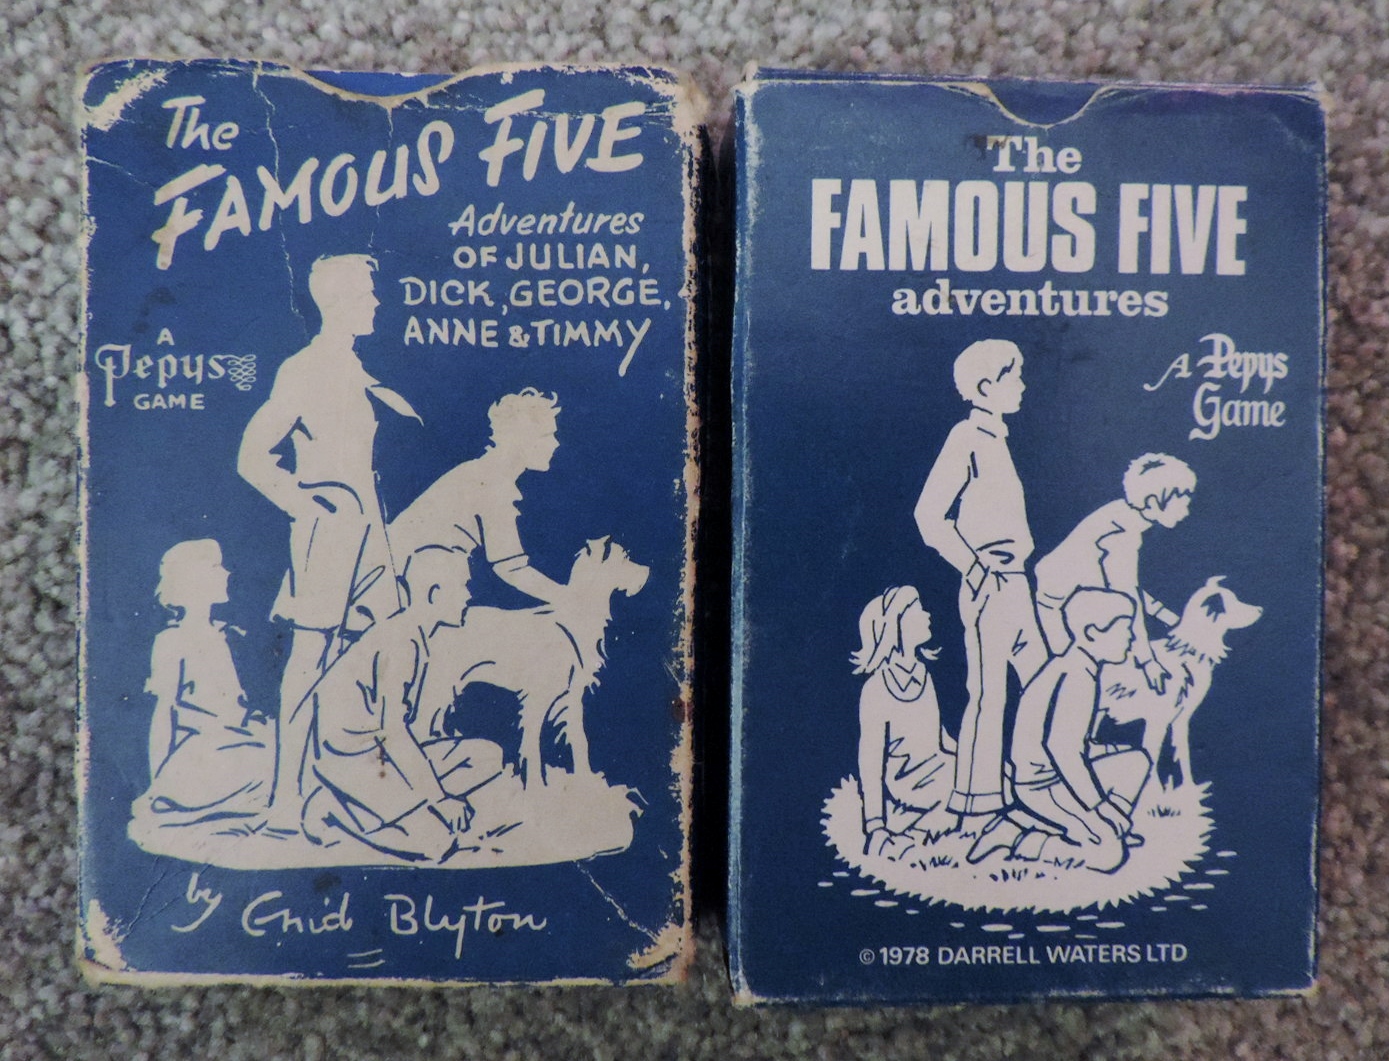 The
FAMOUS FIVE
Adventures
OF JULIAN,
DICK, GEORGE,
ANNE & TIMMY
A
Pepys
GAME
by Enid Blyton
The
FAMOUS FIVE
adventures
A Pepys
Game
© 1978 DARRELL WATERS LTD